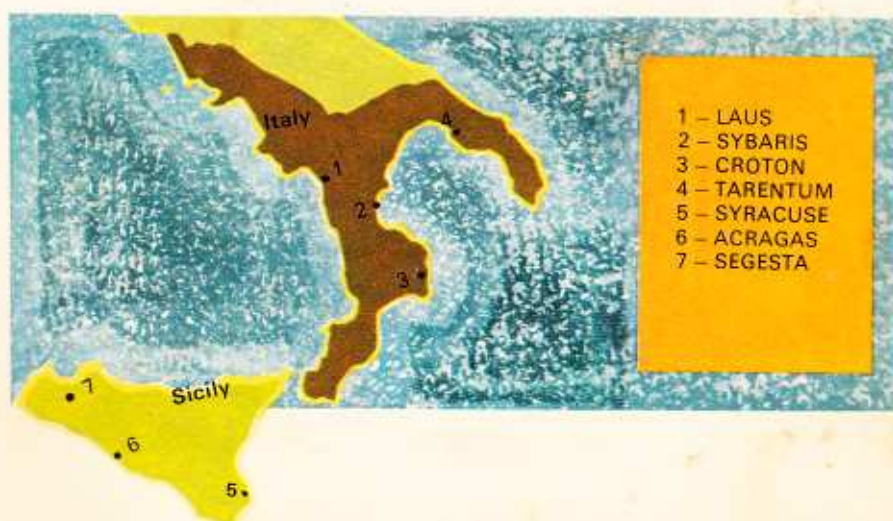 Italy
4
1
2
3
Sicily
7
6
5
1 – LAUS
2 – SYBARIS
3 – CROTON
4 – TARENTUM
5 – SYRACUSE
6 – ACRAGAS
7 – SEGESTA